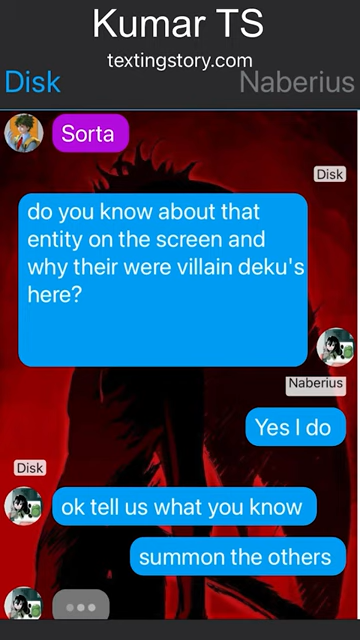 Kumar TS
textingstory.com
Disk
Naberius
Sorta
Disk
do you know about that
entity on the screen and
why their were villain deku's
here?
Naberius
Yes I do
Disk
ok tell us what you know
summon the others